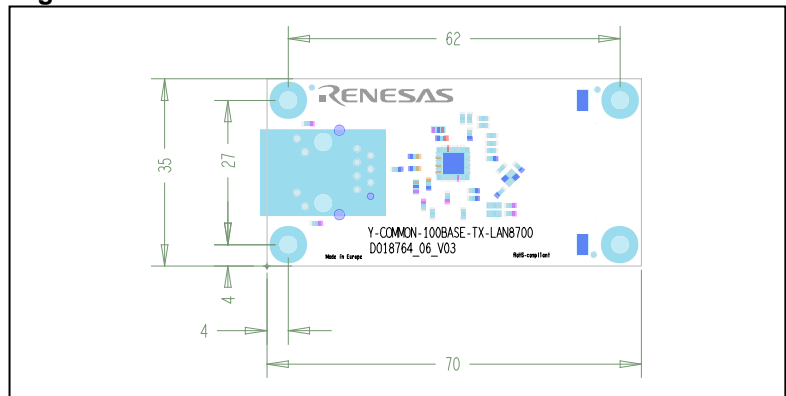 62
RENESAS
35
27
Y-COMMON-100BASE-TX-LAN8700
D018764_06_V03
Made in Europe
RoHS-compliant
4
4
70